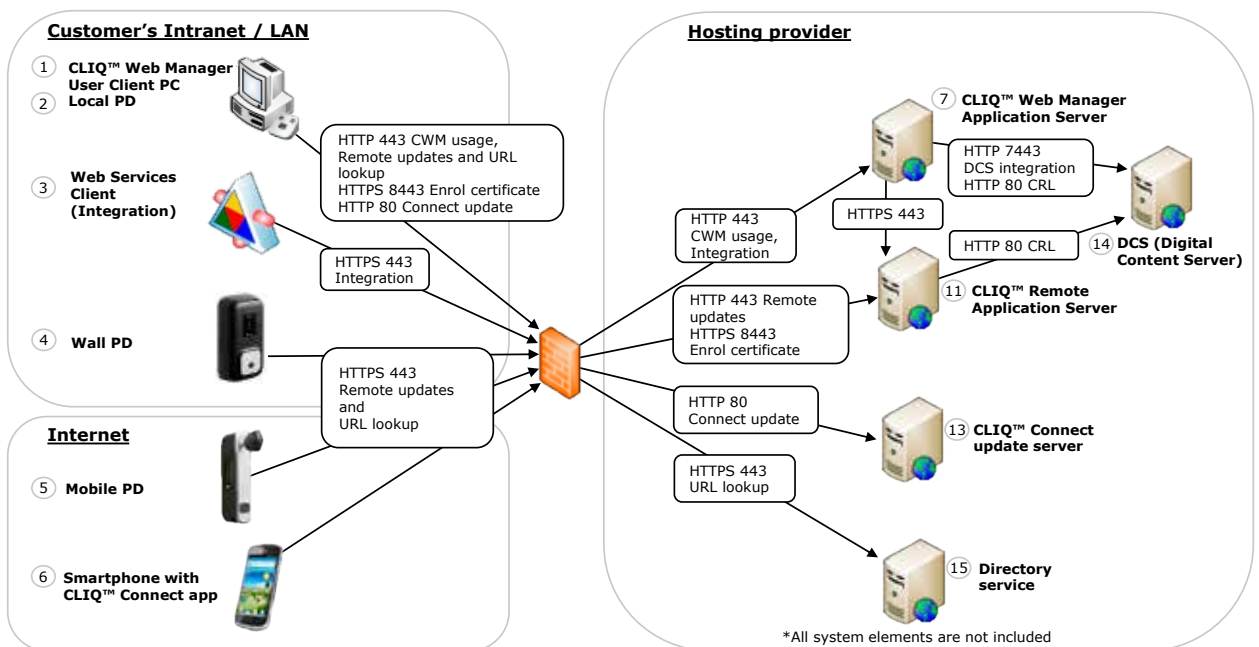 Customer's Intranet / LAN
1
CLIQ™ Web Manager
User Client PC
2
Local PD
HTTP 443 CWM usage,
Remote updates and URL
lookup
HTTPS 8443 Enrol certificate
HTTP 80 Connect update
3
Web Services
Client
(Integration)
HTTPS 443
Integration
4
Wall PD
HTTPS 443
Remote updates
and
URL lookup
Internet
5
Mobile PD
6
Smartphone with
CLIQ™ Connect app
Hosting provider
7
CLIQ™ Web Manager
Application Server
HTTP 7443
DCS integration
HTTP 80 CRL
HTTPS 443
HTTP 443
CWM usage,
Integration
HTTP 80 CRL
14
DCS (Digital
Content Server)
11
CLIQ™ Remote
Application Server
HTTP 443 Remote
updates
HTTPS 8443
Enrol certificate
HTTP 80
Connect update
13
CLIQ™ Connect
update server
HTTPS 443
URL lookup
15
Directory
service
*All system elements are not included